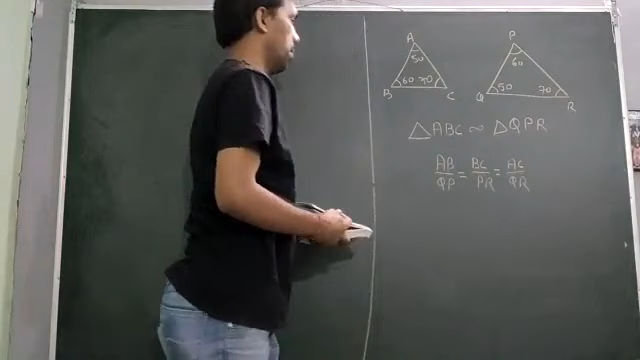 A
50
60 70
B C
P
60
50 70
Q R
△ABC ~ △QPR
AB/QP = BC/PR = AC/QR